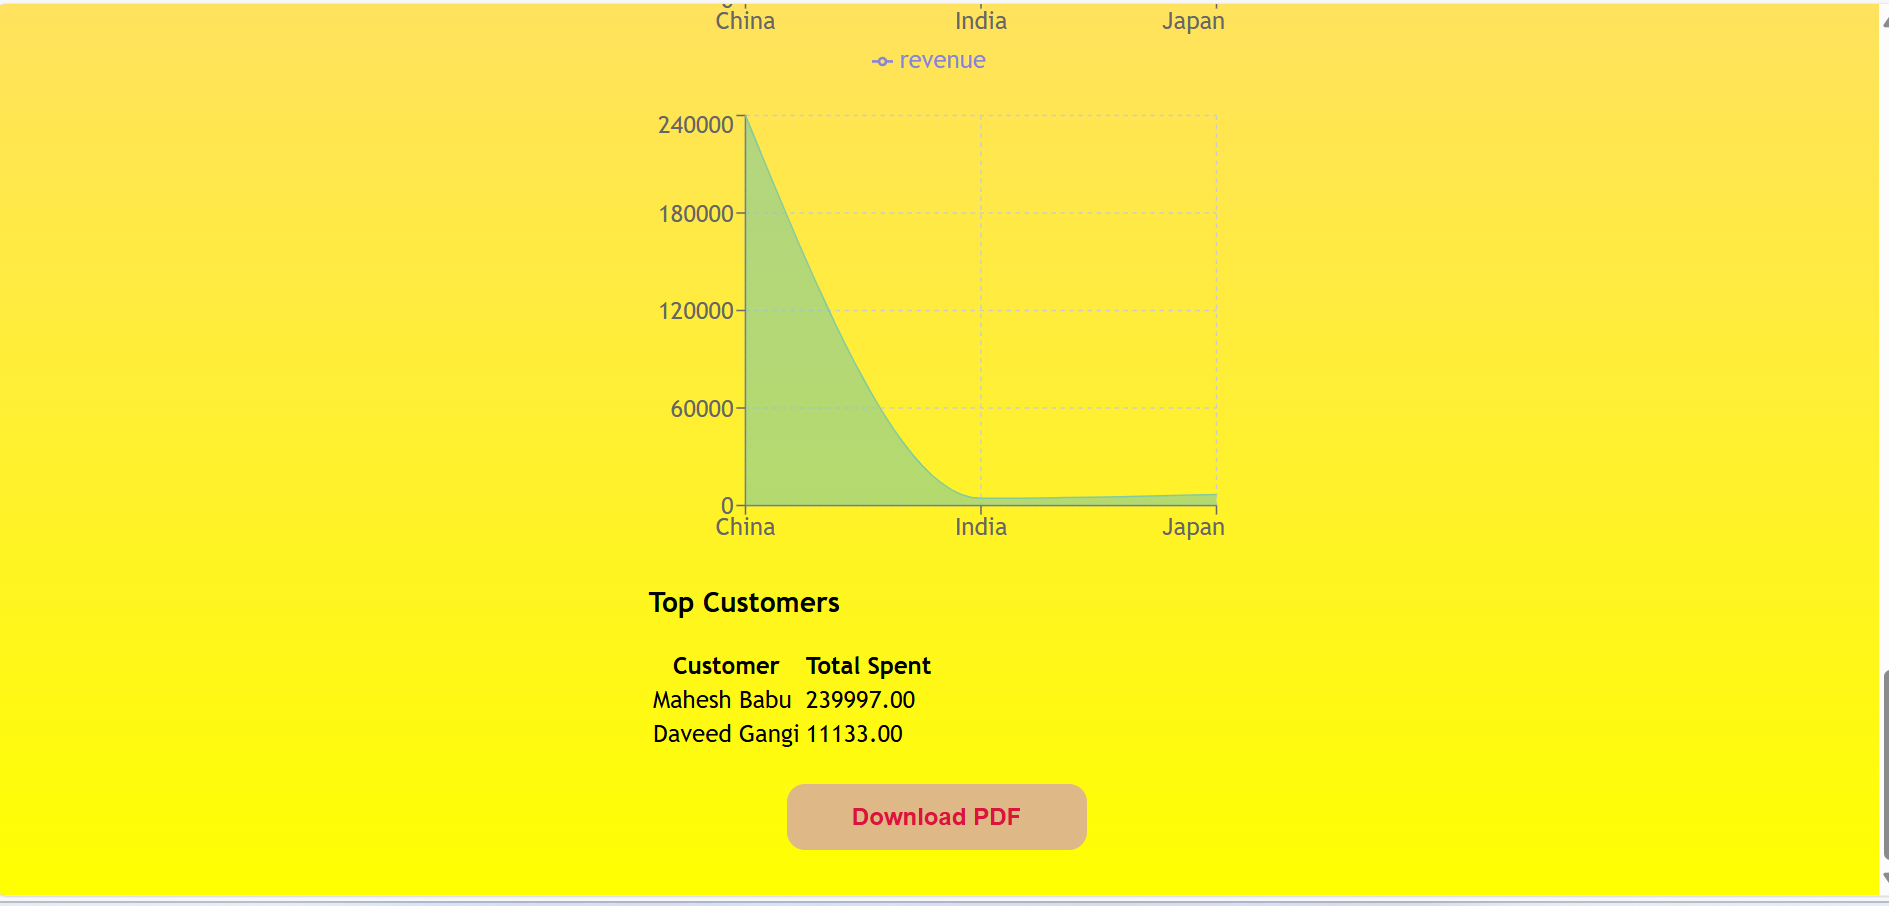 China India Japan
revenue
240000
180000
120000
60000
0
China India Japan
Top Customers
Customer Total Spent
Mahesh Babu 239997.00
Daveed Gangi 11133.00
Download PDF